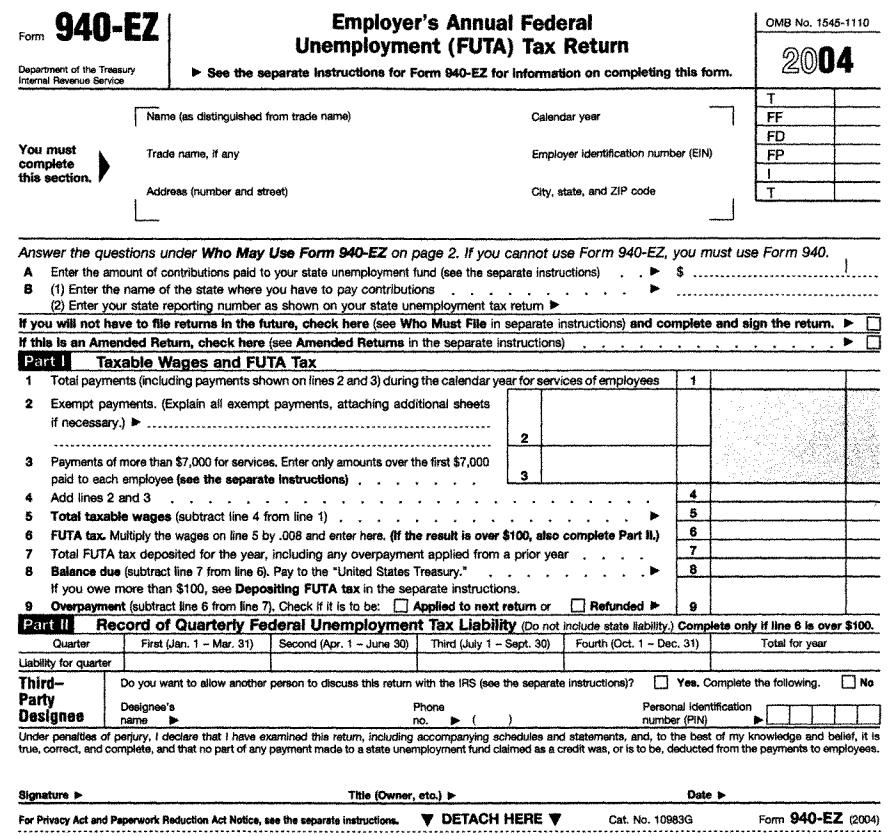 Form 940-EZ
Department of the Treasury
Internal Revenue Service
Employer's Annual Federal
Unemployment (FUTA) Tax Return
▶ See the separate Instructions for Form 940-EZ for information on completing this form.
OMB No. 1545-1110
2004
T
FF
FD
FP
I
T
You must
complete
this section.
Name (as distinguished from trade name)
Calendar year
Trade name, if any
Employer identification number (EIN)
Address (number and street)
City, state, and ZIP code
Answer the questions under Who May Use Form 940-EZ on page 2. If you cannot use Form 940-EZ, you must use Form 940.
A Enter the amount of contributions paid to your state unemployment fund (see the separate instructions) . . ▶ $
B (1) Enter the name of the state where you have to pay contributions . . . . . . . . . . . ▶
(2) Enter your state reporting number as shown on your state unemployment tax return ▶
If you will not have to file returns in the future, check here (see Who Must File in separate instructions) and complete and sign the return. ▶
If this is an Amended Return, check here (see Amended Returns in the separate instructions) . . . . . . . . . . ▶
Part I Taxable Wages and FUTA Tax
1 Total payments (including payments shown on lines 2 and 3) during the calendar year for services of employees 1
2 Exempt payments. (Explain all exempt payments, attaching additional sheets
if necessary.) ▶
2
3 Payments of more than $7,000 for services. Enter only amounts over the first $7,000
paid to each employee (see the separate instructions) . . . . . . . 3
4 Add lines 2 and 3 . . . . . . . . . . . . . . . . . . . . . . . 4
5 Total taxable wages (subtract line 4 from line 1) . . . . . . . . . . . . . . ▶ 5
6 FUTA tax. Multiply the wages on line 5 by .008 and enter here. (If the result is over $100, also complete Part II.) 6
7 Total FUTA tax deposited for the year, including any overpayment applied from a prior year . . . . 7
8 Balance due (subtract line 7 from line 6). Pay to the "United States Treasury." . . . . . . . ▶ 8
If you owe more than $100, see Depositing FUTA tax in the separate instructions.
9 Overpayment (subtract line 6 from line 7). Check if it is to be: Applied to next return or Refunded ▶ 9
Part II Record of Quarterly Federal Unemployment Tax Liability (Do not include state liability.) Complete only if line 6 is over $100.
Quarter First (Jan. 1 – Mar. 31) Second (Apr. 1 – June 30) Third (July 1 – Sept. 30) Fourth (Oct. 1 – Dec. 31) Total for year
Liability for quarter
Third–
Party
Designee
Do you want to allow another person to discuss this return with the IRS (see the separate instructions)? Yes. Complete the following. No
Designee's
name ▶
Phone
no. ▶ ( )
Personal identification
number (PIN) ▶
Under penalties of perjury, I declare that I have examined this return, including accompanying schedules and statements, and, to the best of my knowledge and belief, it is
true, correct, and complete, and that no part of any payment made to a state unemployment fund claimed as a credit was, or is to be, deducted from the payments to employees.
Signature ▶ Title (Owner, etc.) ▶ Date ▶
For Privacy Act and Paperwork Reduction Act Notice, see the separate instructions. ▼ DETACH HERE ▼ Cat. No. 10983G Form 940-EZ (2004)